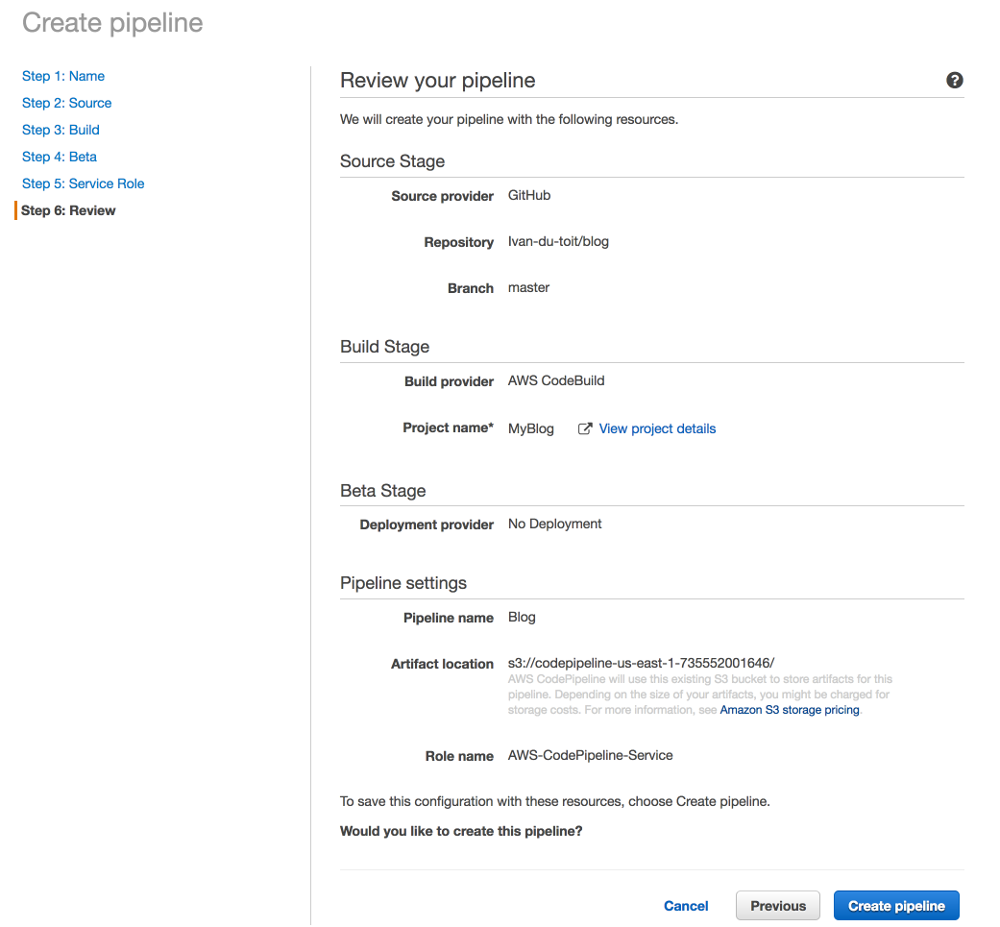 Create pipeline
Step 1: Name
Step 2: Source
Step 3: Build
Step 4: Beta
Step 5: Service Role
Step 6: Review
Review your pipeline
?
We will create your pipeline with the following resources.
Source Stage
Source provider GitHub
Repository Ivan-du-toit/blog
Branch master
Build Stage
Build provider AWS CodeBuild
Project name* MyBlog View project details
Beta Stage
Deployment provider No Deployment
Pipeline settings
Pipeline name Blog
Artifact location s3://codepipeline-us-east-1-735552001646/
AWS CodePipeline will use this existing S3 bucket to store artifacts for this
pipeline. Depending on the size of your artifacts, you might be charged for
storage costs. For more information, see Amazon S3 storage pricing.
Role name AWS-CodePipeline-Service
To save this configuration with these resources, choose Create pipeline.
Would you like to create this pipeline?
Cancel Previous Create pipeline